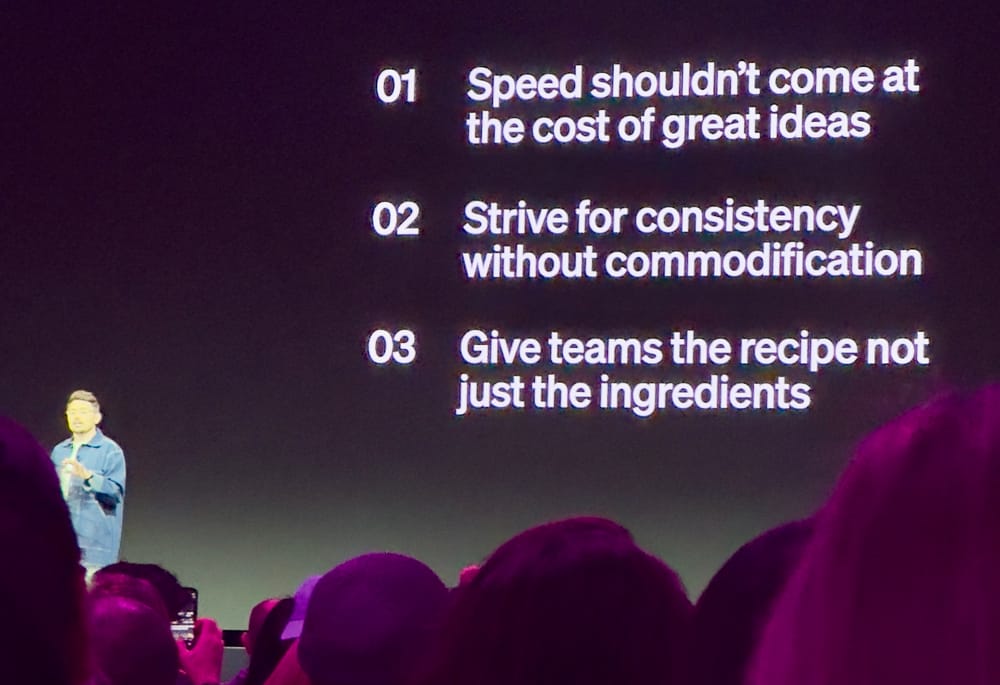 01 Speed shouldn’t come at
the cost of great ideas
02 Strive for consistency
without commodification
03 Give teams the recipe not
just the ingredients